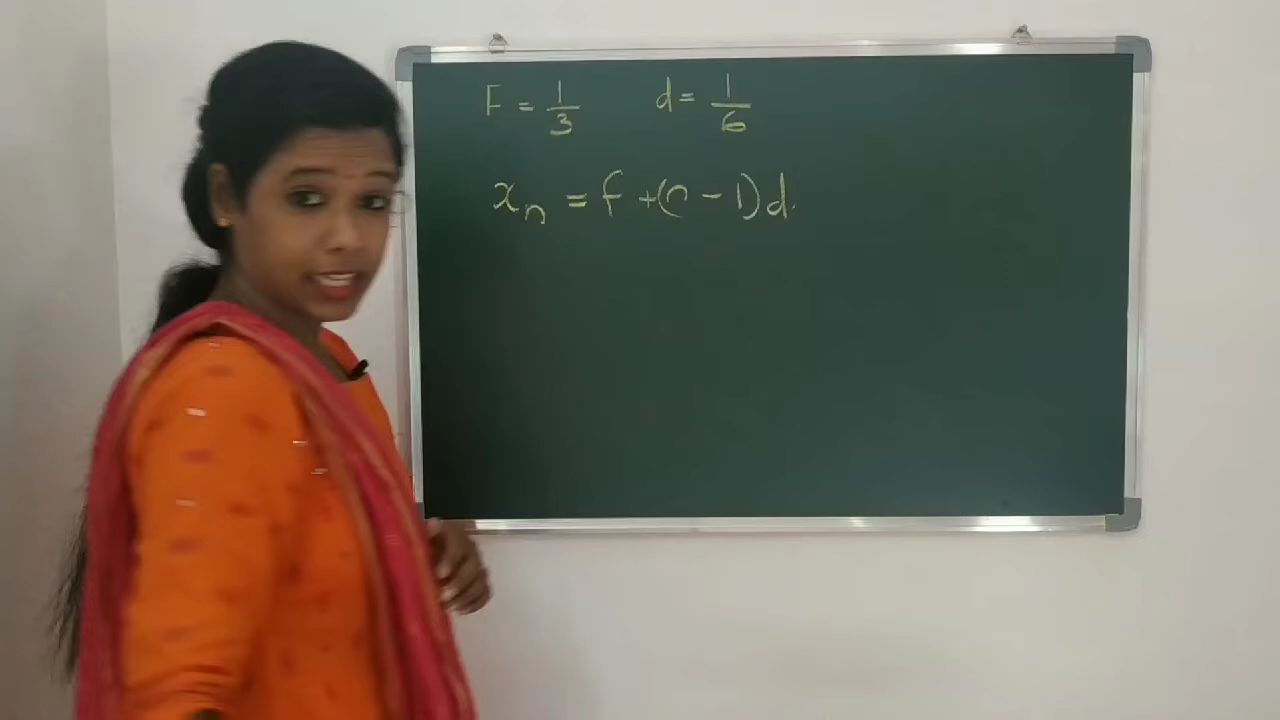 F = 1/3 d = 1/6
xₙ = f + (n - 1) d.